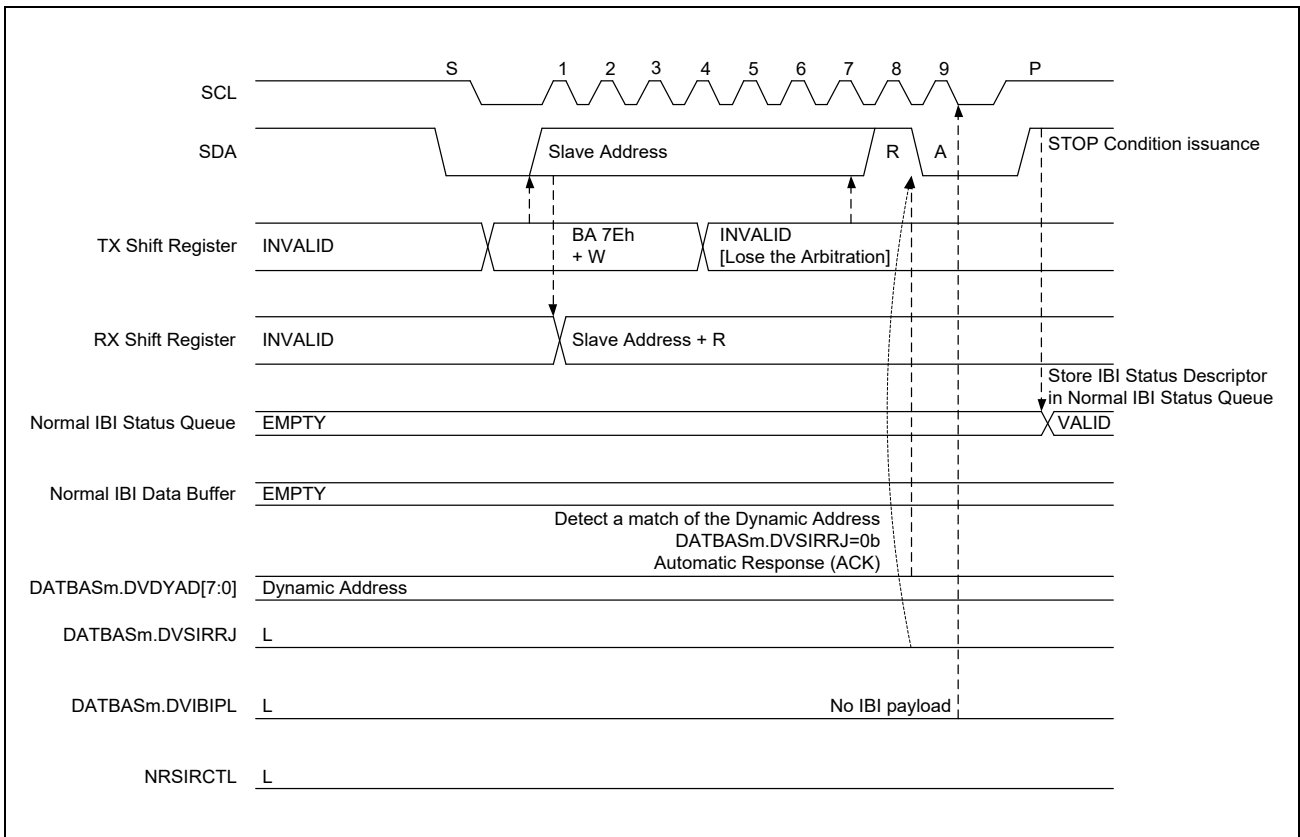 S 1 2 3 4 5 6 7 8 9 P
SCL
SDA Slave Address R A STOP Condition issuance
TX Shift Register INVALID BA 7Eh INVALID
+ W [Lose the Arbitration]
RX Shift Register INVALID Slave Address + R
Store IBI Status Descriptor
in Normal IBI Status Queue
Normal IBI Status Queue EMPTY VALID
Normal IBI Data Buffer EMPTY
Detect a match of the Dynamic Address
DATBASm.DVSIRRJ=0b
Automatic Response (ACK)
DATBASm.DVDYAD[7:0] Dynamic Address
DATBASm.DVSIRRJ L
DATBASm.DVIBIPL L No IBI payload
NRSIRCTL L